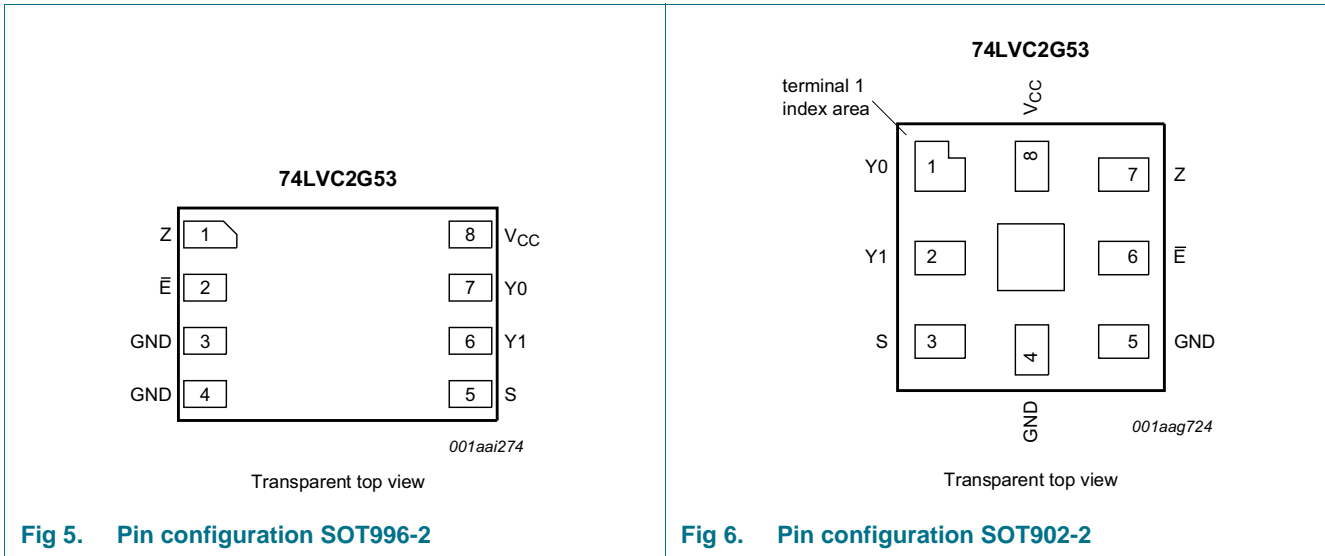 74LVC2G53
Z 1 8 VCC
E̅ 2 7 Y0
GND 3 6 Y1
GND 4 5 S
001aai274
Transparent top view
Fig 5. Pin configuration SOT996-2
74LVC2G53
terminal 1
index area
VCC
Y0 1 8 7 Z
Y1 2 6 E̅
S 3 4 5 GND
GND
001aag724
Transparent top view
Fig 6. Pin configuration SOT902-2